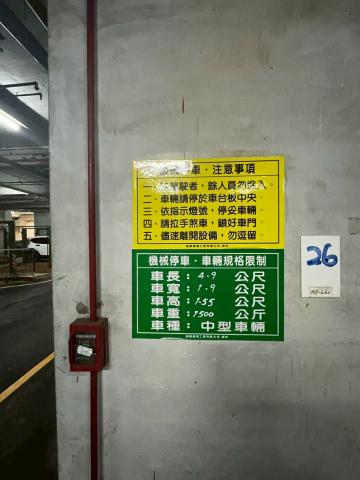 機械停車・注意事項
一、除駕駛者，餘人員勿進入。
二、車輛請停於車台板中央。
三、依指示燈號，停妥車輛。
四、請拉手煞車，鎖好車門。
五、儘速離開設備，勿逗留。
機械停車・車輛規格限制
車長：4.9 公尺
車寬：1.9 公尺
車高：1.55 公尺
車重：1500 公斤
車種：中型車輛
26